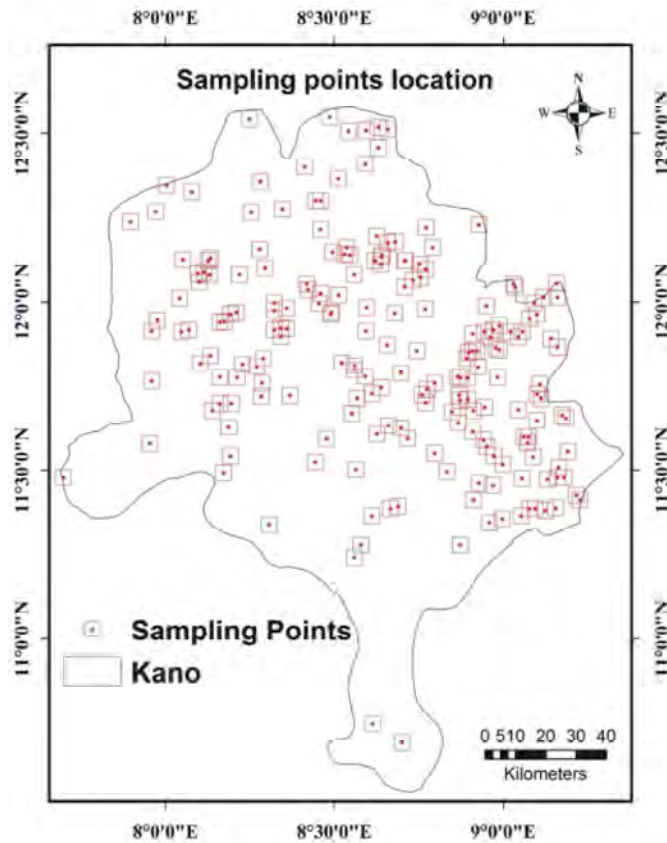 8°0'0"E 8°30'0"E 9°0'0"E
Sampling points location
N
W E
S
12°30'0"N 12°30'0"N
12°0'0"N 12°0'0"N
11°30'0"N 11°30'0"N
11°0'0"N 11°0'0"N
Sampling Points
Kano
0 5 10 20 30 40
Kilometers
8°0'0"E 8°30'0"E 9°0'0"E